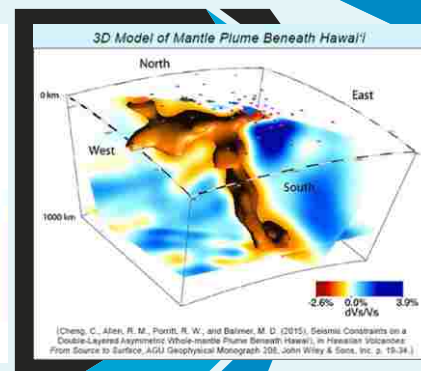 3D Model of Mantle Plume Beneath Hawai'i
North
0 km
East
West
South
1000 km
-2.6% 0.0% 3.9%
dVs/Vs
(Cheng, C., Allen, R. M., Porritt, R. W., and Ballmer, M. D. (2015), Seismic Constraints on a
Double-Layered Asymmetric Whole-mantle Plume Beneath Hawai'i, in Hawaiian Volcanoes
From Source to Surface, AGU Geophysical Monograph 208, John Wiley & Sons, Inc. p. 19-34.)